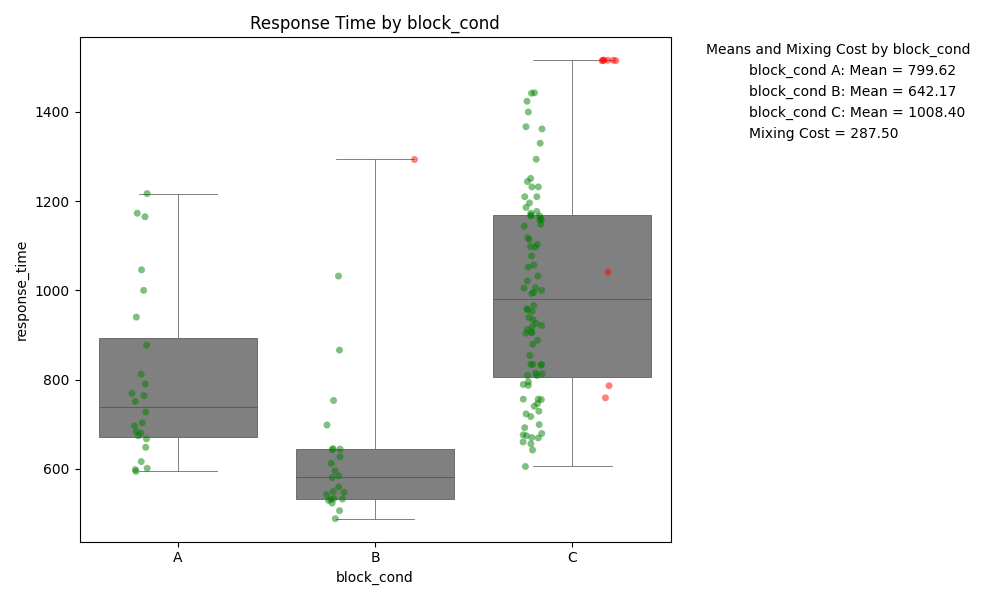 Response Time by block_cond
Means and Mixing Cost by block_cond
block_cond A: Mean = 799.62
block_cond B: Mean = 642.17
block_cond C: Mean = 1008.40
Mixing Cost = 287.50
response_time
1400
1200
1000
800
600
A
B
C
block_cond